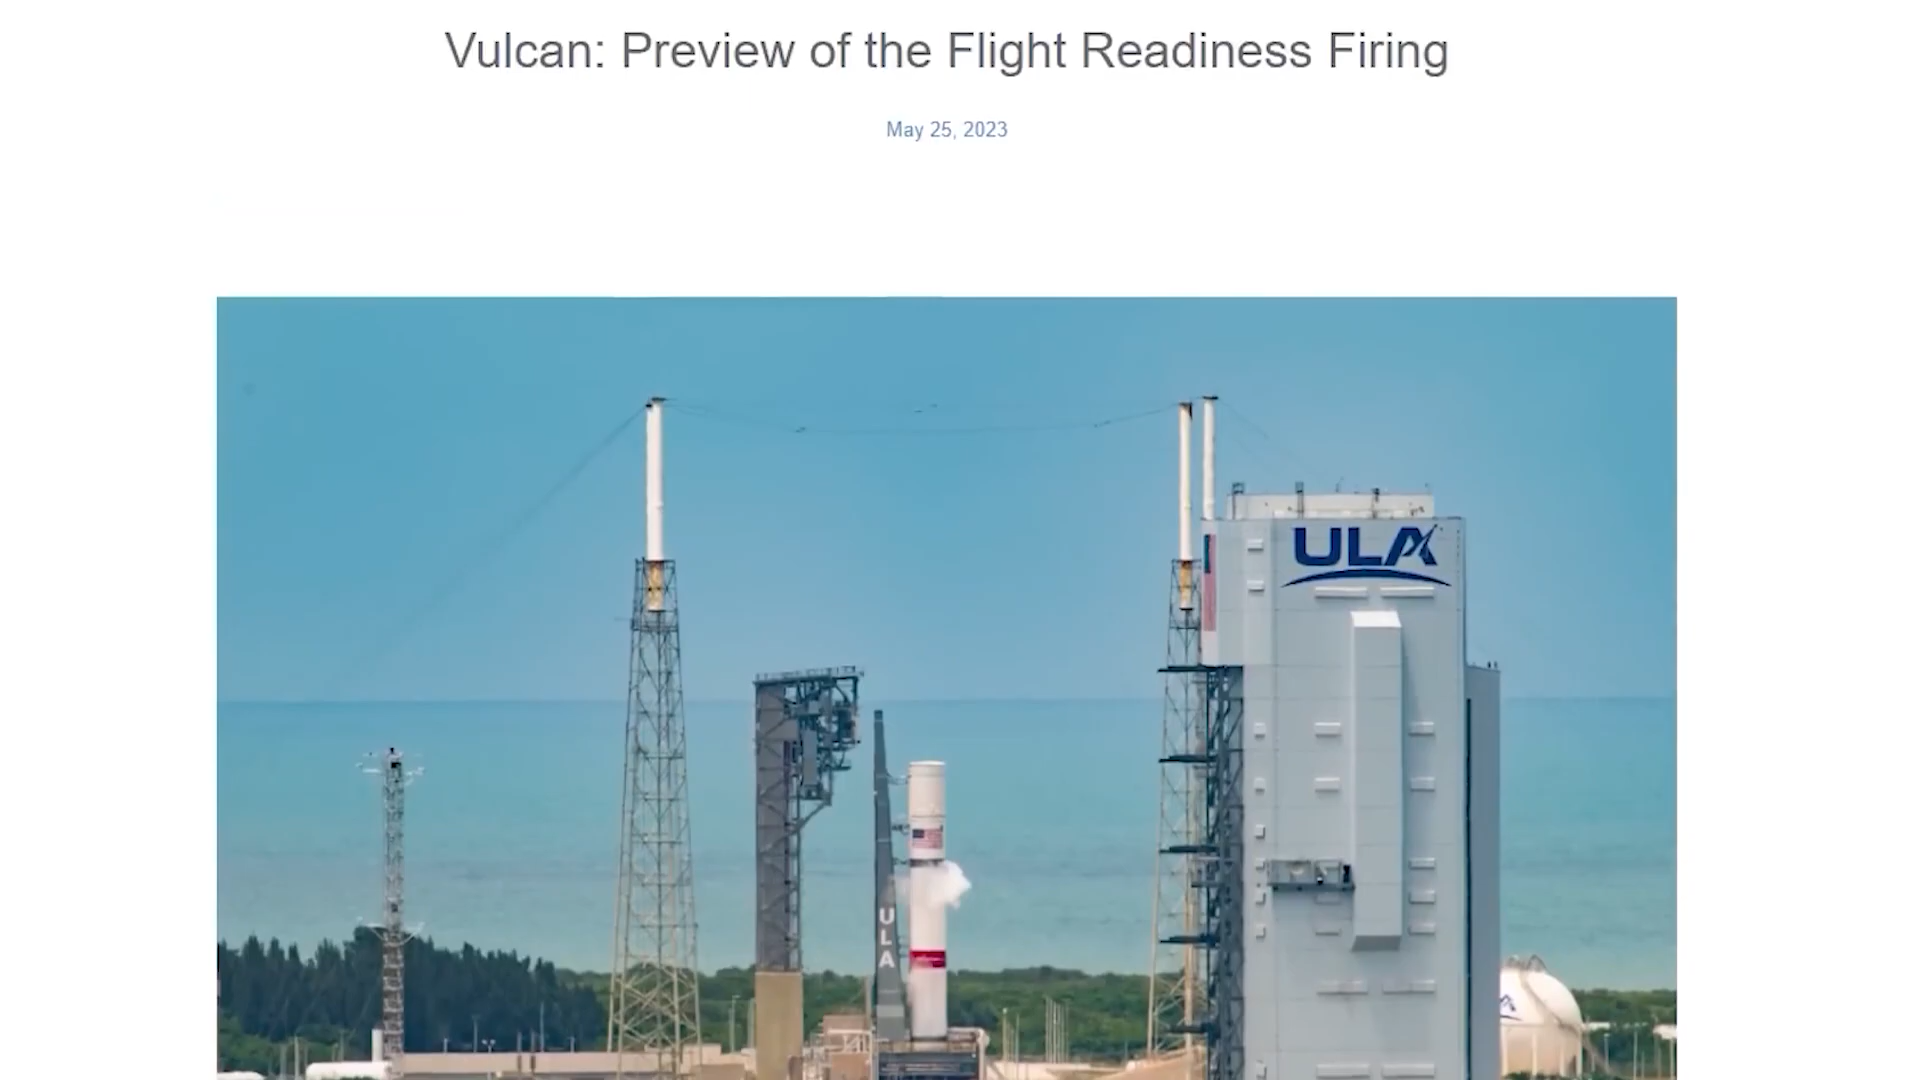 Vulcan: Preview of the Flight Readiness Firing
May 25, 2023
ULA
ULA